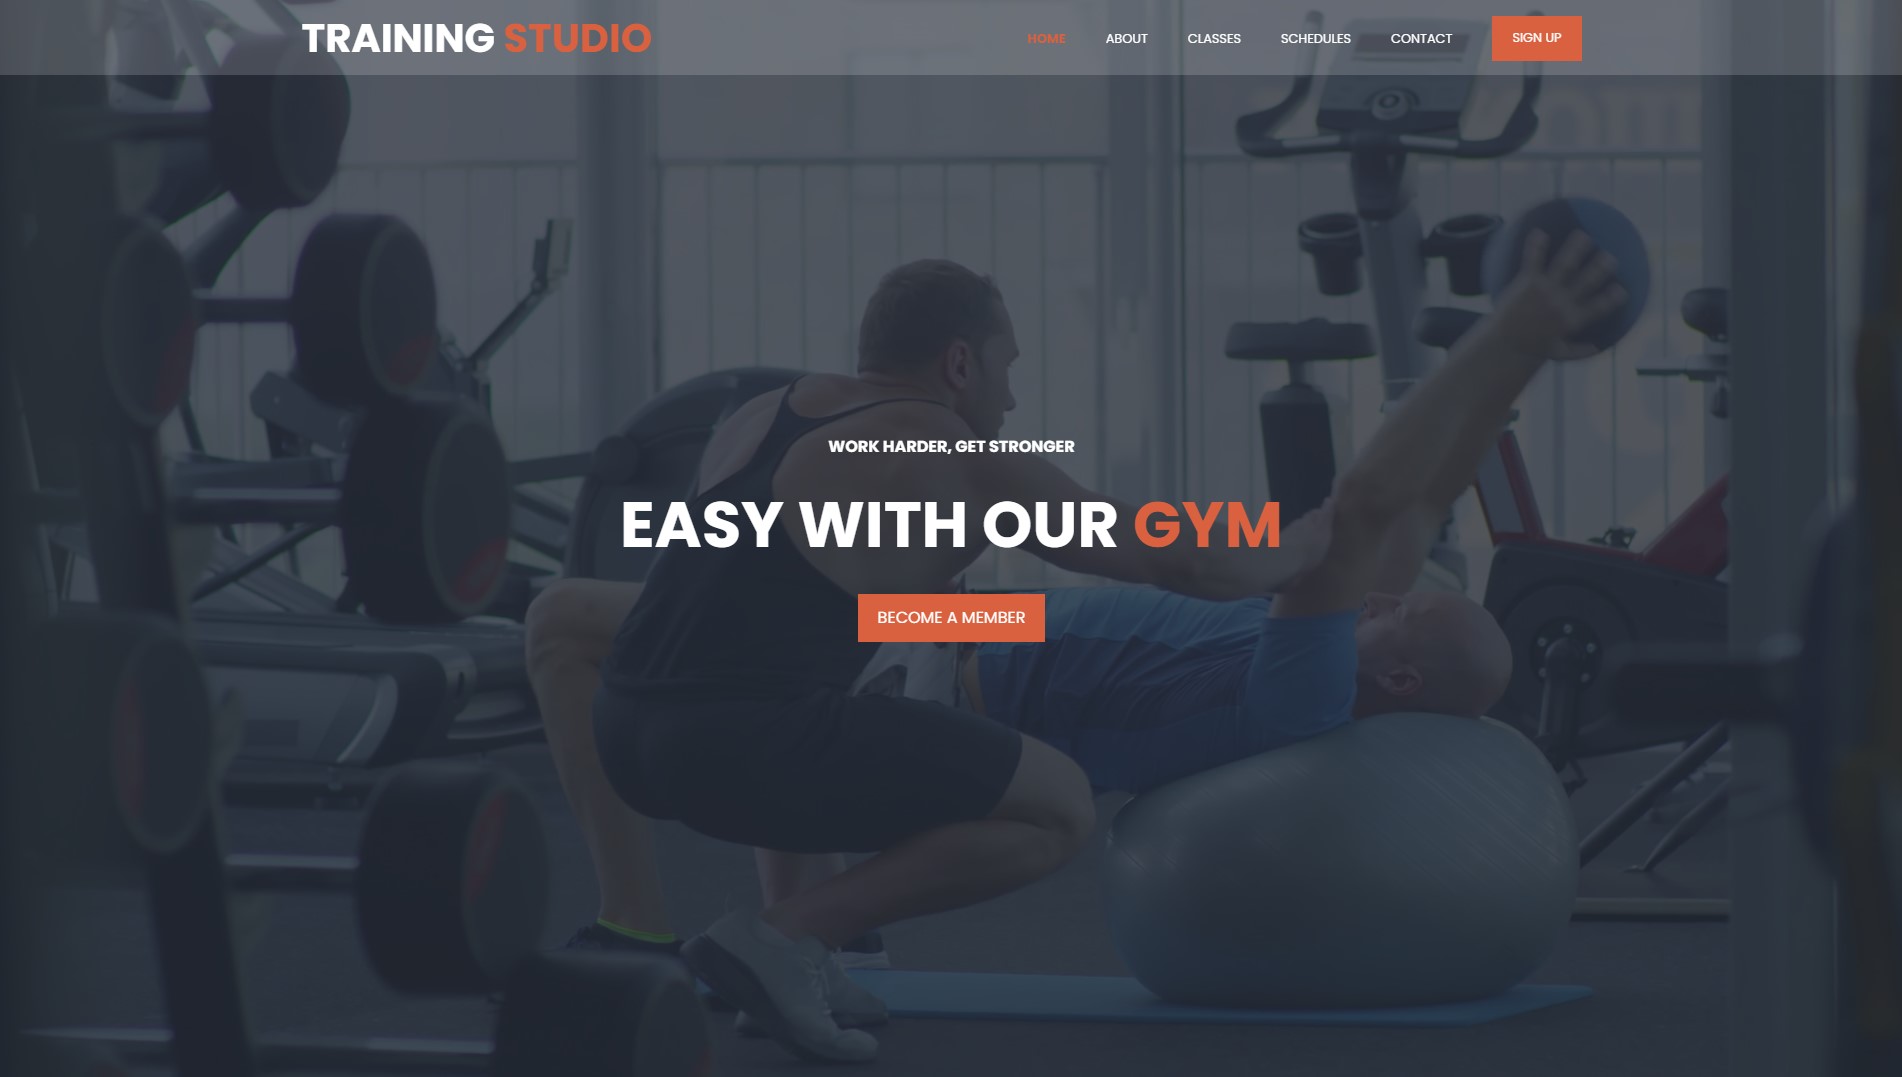 TRAINING STUDIO
HOME ABOUT CLASSES SCHEDULES CONTACT SIGN UP
WORK HARDER, GET STRONGER
EASY WITH OUR GYM
BECOME A MEMBER